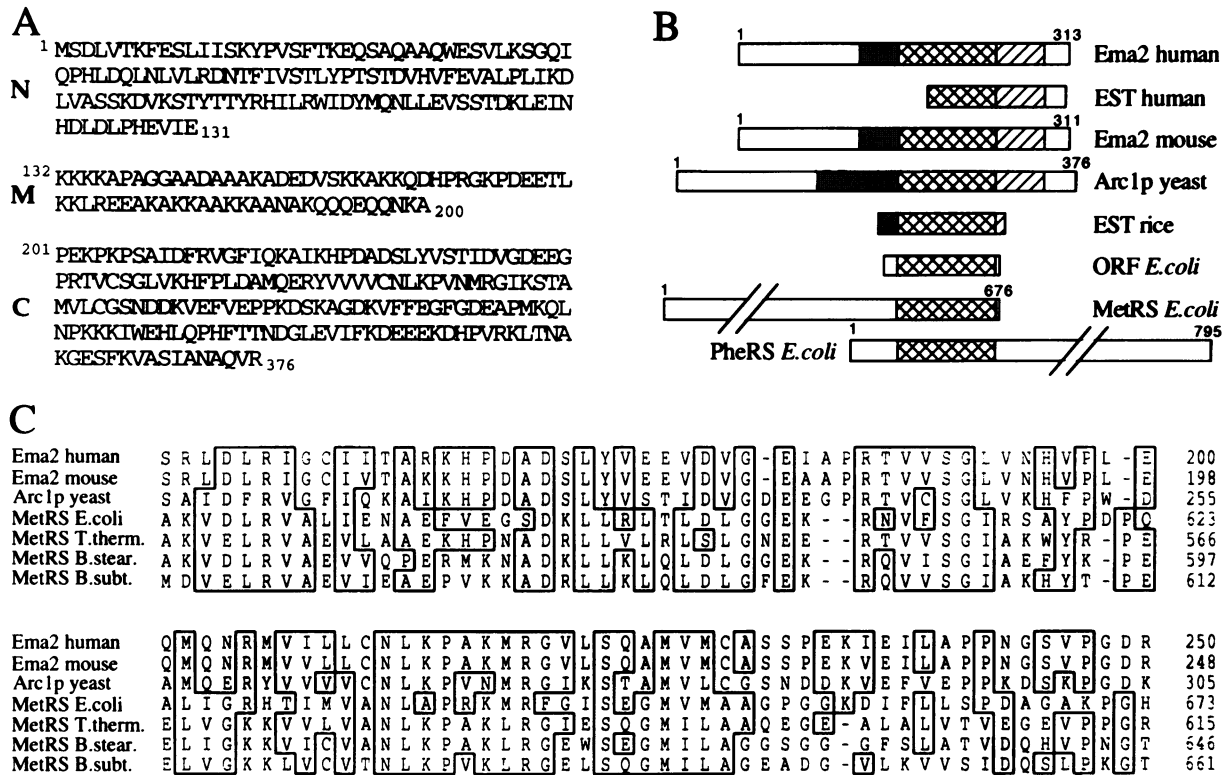 A
1 MSDLVTKFESLIISKYPVSFTKEQSAQAAQWESVLKSGQI
QPHLDQLNLVLRDNTFIVSTLYPTSTDVHVFEVALPLIKD
N
LVASSKDVKSTYTTYRHILRWIDYMQNLLEVSSTDKLEIN
HDLDLPHEVIE 131
132 KKKKAPAGGAADAAAKADEDVSKKAKKQDHPRGKPDEETL
M
KKLREEAKAKKAAKKAANAKQQQEQQNKA 200
201 PEKPKPSAIDFRVGFIQKAIKHPDADSLYVSTIDVGDEEG
PRTVCSGLVKHFPLDAMQERYVVVVCNLKPVNMRGIKSTA
C MVLCGSNDDKVEFVEPPKDSKAGDKVFFEGFGDEAPMKQL
NPKKKIWEHLQPHFTTNDGLEVIFKDEEEKDHPVRKLTNA
KGESFKVASIANAQVR 376
B
1 313 Ema2 human
EST human
1 311 Ema2 mouse
1 376 Arc1p yeast
EST rice
ORF E.coli
1 676 MetRS E.coli
PheRS E.coli 1 795
C
Ema2 human S R L D L R I G C I I T A R K H P D A D S L Y V E E V D V G - E I A P R T V V S G L V N H V P L - E 200
Ema2 mouse S R L D L R I G C I V T A K K H P D A D S L Y V E E V D V G - E A A P R T V V S G L V N H V P L - E 198
Arc1p yeast S A I D F R V G F I Q K A I K H P D A D S L Y V S T I D V G D E E G P R T V C S G L V K H F P W - D 255
MetRS E.coli A K V D L R V A L I E N A E F V E G S D K L L R L T L D L G G E K - - R N V F S G I R S A Y P D P Q 623
MetRS T.therm. A K V E L R V A E V L A A E K H P N A D R L L V L R L S L G N E E - - R T V V S G I A K W Y R - P E 566
MetRS B.stear. A K V D L R V A E V V Q A E R M K N A D R L L K L Q L D L G G E K - - R Q V I S G I A E F Y K - P E 597
MetRS B.subt. M D V E L R V A E V I E A E P V K K A D R L L K L Q L D L G F E K - - R Q V V S G I A K H Y T - P E 612
Ema2 human Q M Q N R M V I L L C N L K P A K M R G V L S Q A M V M C A S S P E K I E I L A P P N G S V P G D R 250
Ema2 mouse Q M Q N R M V V L L C N L K P A K M R G V L S Q A M V M C A S S P E K V E I L A P P N G S V P G D R 248
Arc1p yeast A M Q E R Y V V V V C N L K P V N M R G I K S T A M V L C G S N D D K V E F V E P P K D S K P G D K 305
MetRS E.coli A L I G R H T I M V A N L A P R K M R F G I S E G M V M A A G P G G K D I F L L S P D A G A K P G H 673
MetRS T.therm. E L V G K K V V L V A N L K P A K L R G I E S Q G M I L A A Q E G E - A L A L V T V E G E V P P G R 615
MetRS B.stear. E L I G K K V I C V T N L K P A K L R G E W S E G M I L A G G S G G - G F S L A T V D Q H V P N G T 646
MetRS B.subt. E L V G K K L V C V T N L K P V K L R G E L S Q G M I L A G E A D G - V L K V V S I D Q S L P K G T 661